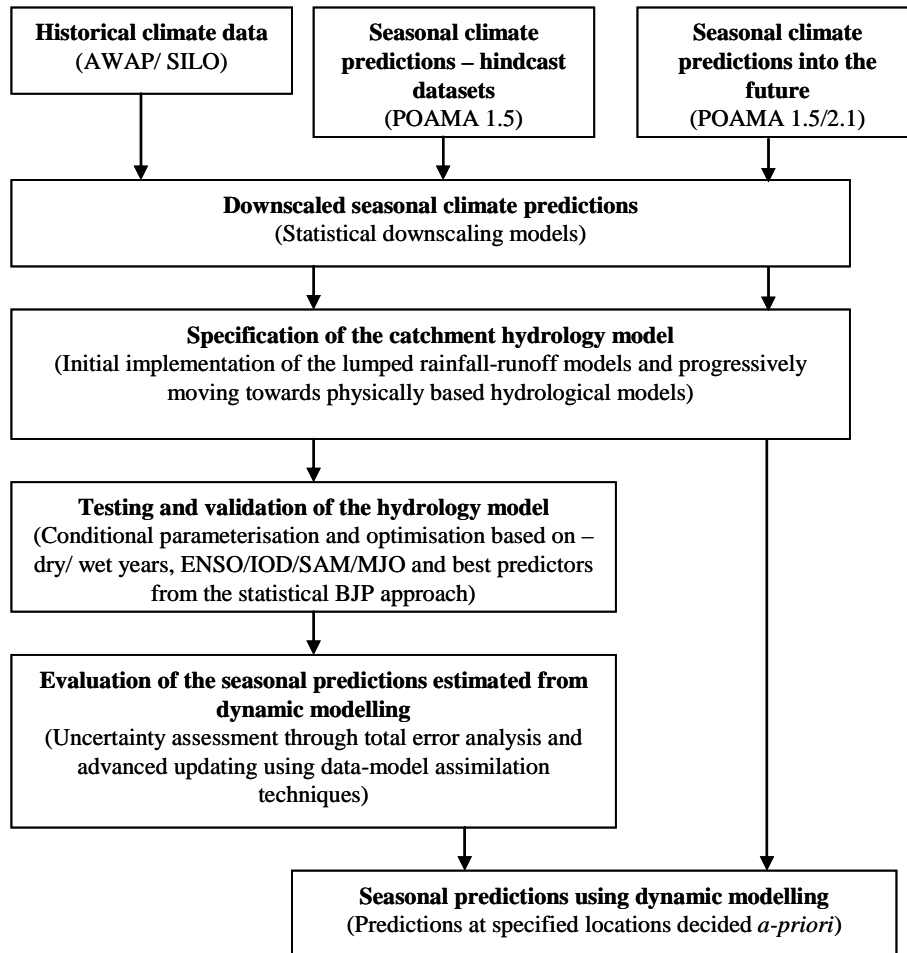 Historical climate data
(AWAP/ SILO)
Seasonal climate
predictions – hindcast
datasets
(POAMA 1.5)
Seasonal climate
predictions into the
future
(POAMA 1.5/2.1)
Downscaled seasonal climate predictions
(Statistical downscaling models)
Specification of the catchment hydrology model
(Initial implementation of the lumped rainfall-runoff models and progressively
moving towards physically based hydrological models)
Testing and validation of the hydrology model
(Conditional parameterisation and optimisation based on –
dry/ wet years, ENSO/IOD/SAM/MJO and best predictors
from the statistical BJP approach)
Evaluation of the seasonal predictions estimated from
dynamic modelling
(Uncertainty assessment through total error analysis and
advanced updating using data-model assimilation
techniques)
Seasonal predictions using dynamic modelling
(Predictions at specified locations decided a-priori)